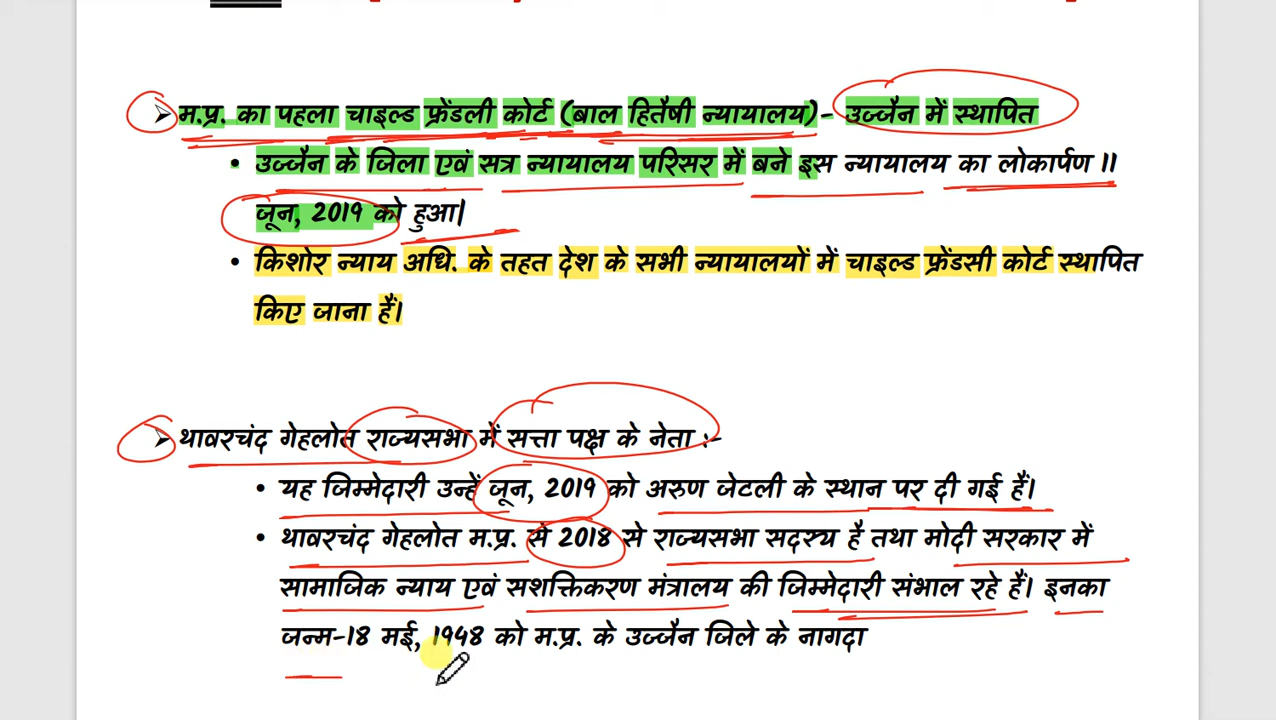 ➢ म.प्र. का पहला चाइल्ड फ्रेंडली कोर्ट (बाल हितैषी न्यायालय)- उज्जैन में स्थापित
• उज्जैन के जिला एवं सत्र न्यायालय परिसर में बने इस न्यायालय का लोकार्पण ।।
जून, 2019 को हुआ|
• किशोर न्याय अधि. के तहत देश के सभी न्यायालयों में चाइल्ड फ्रेंडसी कोर्ट स्थापित
किए जाना हैं।
➢ थावरचंद गेहलोत राज्यसभा में सत्ता पक्ष के नेता :-
• यह जिम्मेदारी उन्हें जून, 2019 को अरुण जेटली के स्थान पर दी गई हैं।
• थावरचंद गेहलोत म.प्र. से 2018 से राज्यसभा सदस्य है तथा मोदी सरकार में
सामाजिक न्याय एवं सशक्तिकरण मंत्रालय की जिम्मेदारी संभाल रहे हैं। इनका
जन्म-18 मई, 1948 को म.प्र. के उज्जैन जिले के नागदा